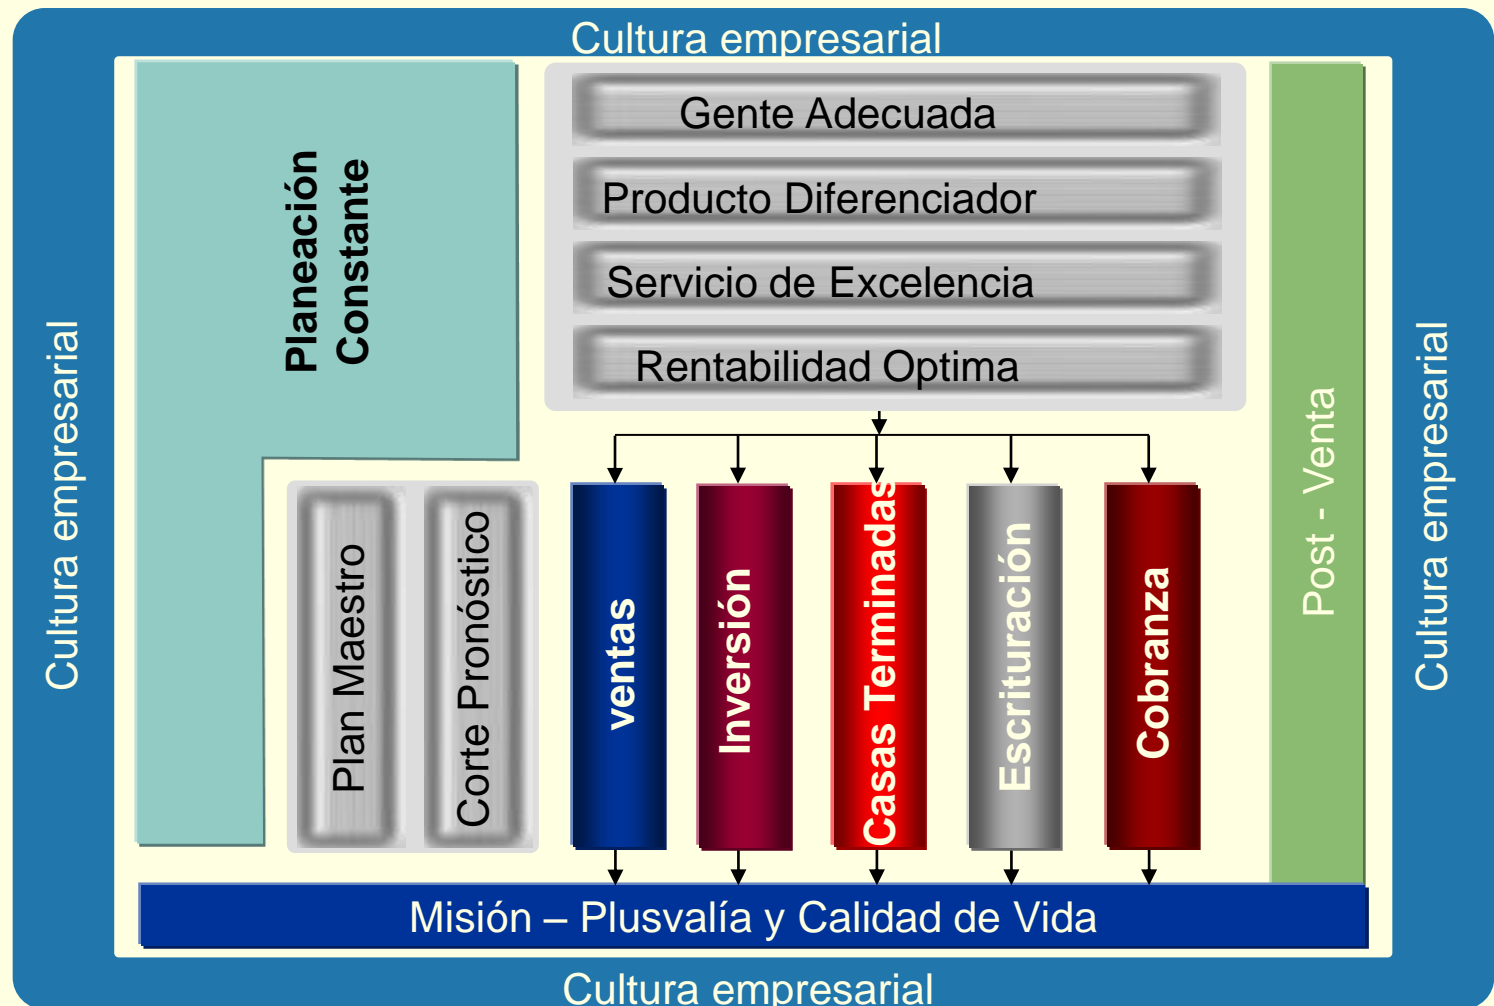 Cultura empresarial
Gente Adecuada
Producto Diferenciador
Servicio de Excelencia
Rentabilidad Optima
Planeación
Constante
Cultura empresarial
Plan Maestro
Corte Pronóstico
ventas
Inversión
Casas Terminadas
Escrituración
Cobranza
Post - Venta
Cultura empresarial
Misión – Plusvalía y Calidad de Vida
Cultura empresarial